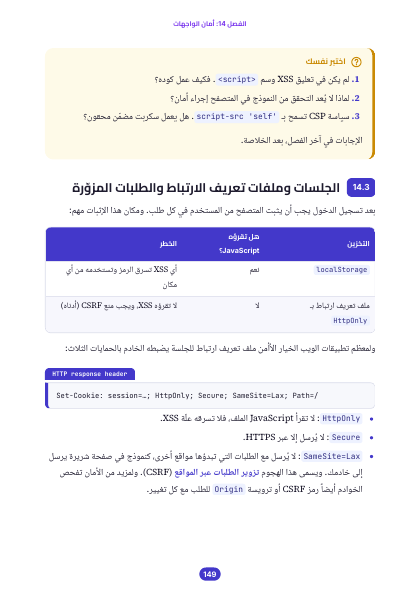 الفصل 14: أمان الواجهات
اختبر نفسك
1. لم يكن في تعليق XSS وسم <script> . فكيف عمل كوده؟
2. لماذا لا يُعد التحقق من النموذج في المتصفح إجراء أمان؟
3. سياسة CSP تسمح بـ script-src 'self' . هل يعمل سكربت مضمّن محقون؟
الإجابات في آخر الفصل، بعد الخلاصة.
14.3 الجلسات وملفات تعريف الارتباط والطلبات المزوّرة
بعد تسجيل الدخول يجب أن يثبت المتصفح من المستخدم في كل طلب. ومكان هذا الإثبات مهم:
التخزين هل تقرؤه JavaScript؟ الخطر
localStorage نعم أي XSS تسرق الرمز وتستخدمه من أي مكان
ملف تعريف ارتباط بـ HttpOnly لا لا تقرؤه XSS، ويجب منع CSRF (أدناه)
ولمعظم تطبيقات الويب الخيار الأأمن ملف تعريف ارتباط للجلسة يضبطه الخادم بالحمايات الثلاث:
HTTP response header
Set-Cookie: session=…; HttpOnly; Secure; SameSite=Lax; Path=/
• HttpOnly : لا تقرأ JavaScript الملف، فلا تسرقه علّة XSS.
• Secure : لا يُرسل إلا عبر HTTPS.
• SameSite=Lax : لا يُرسل مع الطلبات التي تبدؤها مواقع أخرى، كنموذج في صفحة شريرة يرسل
إلى خادمك. ويسمى هذا الهجوم تزوير الطلبات عبر المواقع (CSRF). ولمزيد من الأمان تفحص
الخوادم أيضاً رمز CSRF أو ترويسة Origin للطلب مع كل تغيير.
149